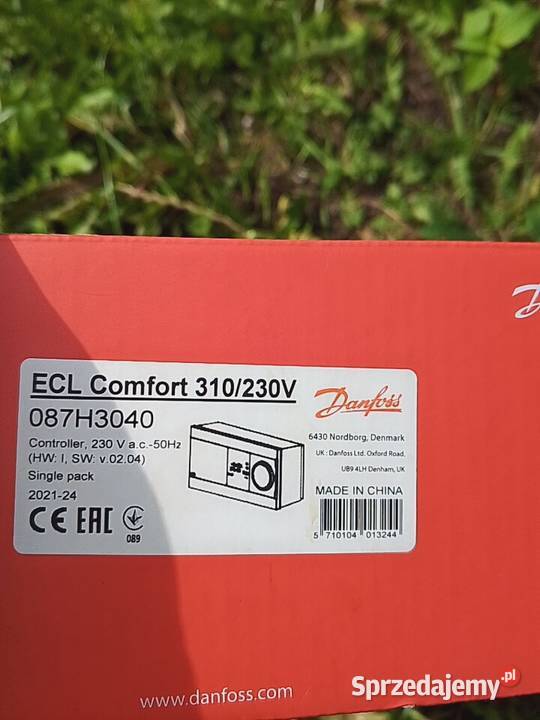 ECL Comfort 310/230V
087H3040
Controller, 230 V a.c.-50Hz
(HW: I, SW: v.02.04)
Single pack
2021-24
CE EAC
089
Danfoss
6430 Nordborg, Denmark
UK : Danfoss Ltd. Oxford Road,
UB9 4LH Denham, UK
MADE IN CHINA
5 710104 013244
www.danfoss.com
Sprzedajemy.pl